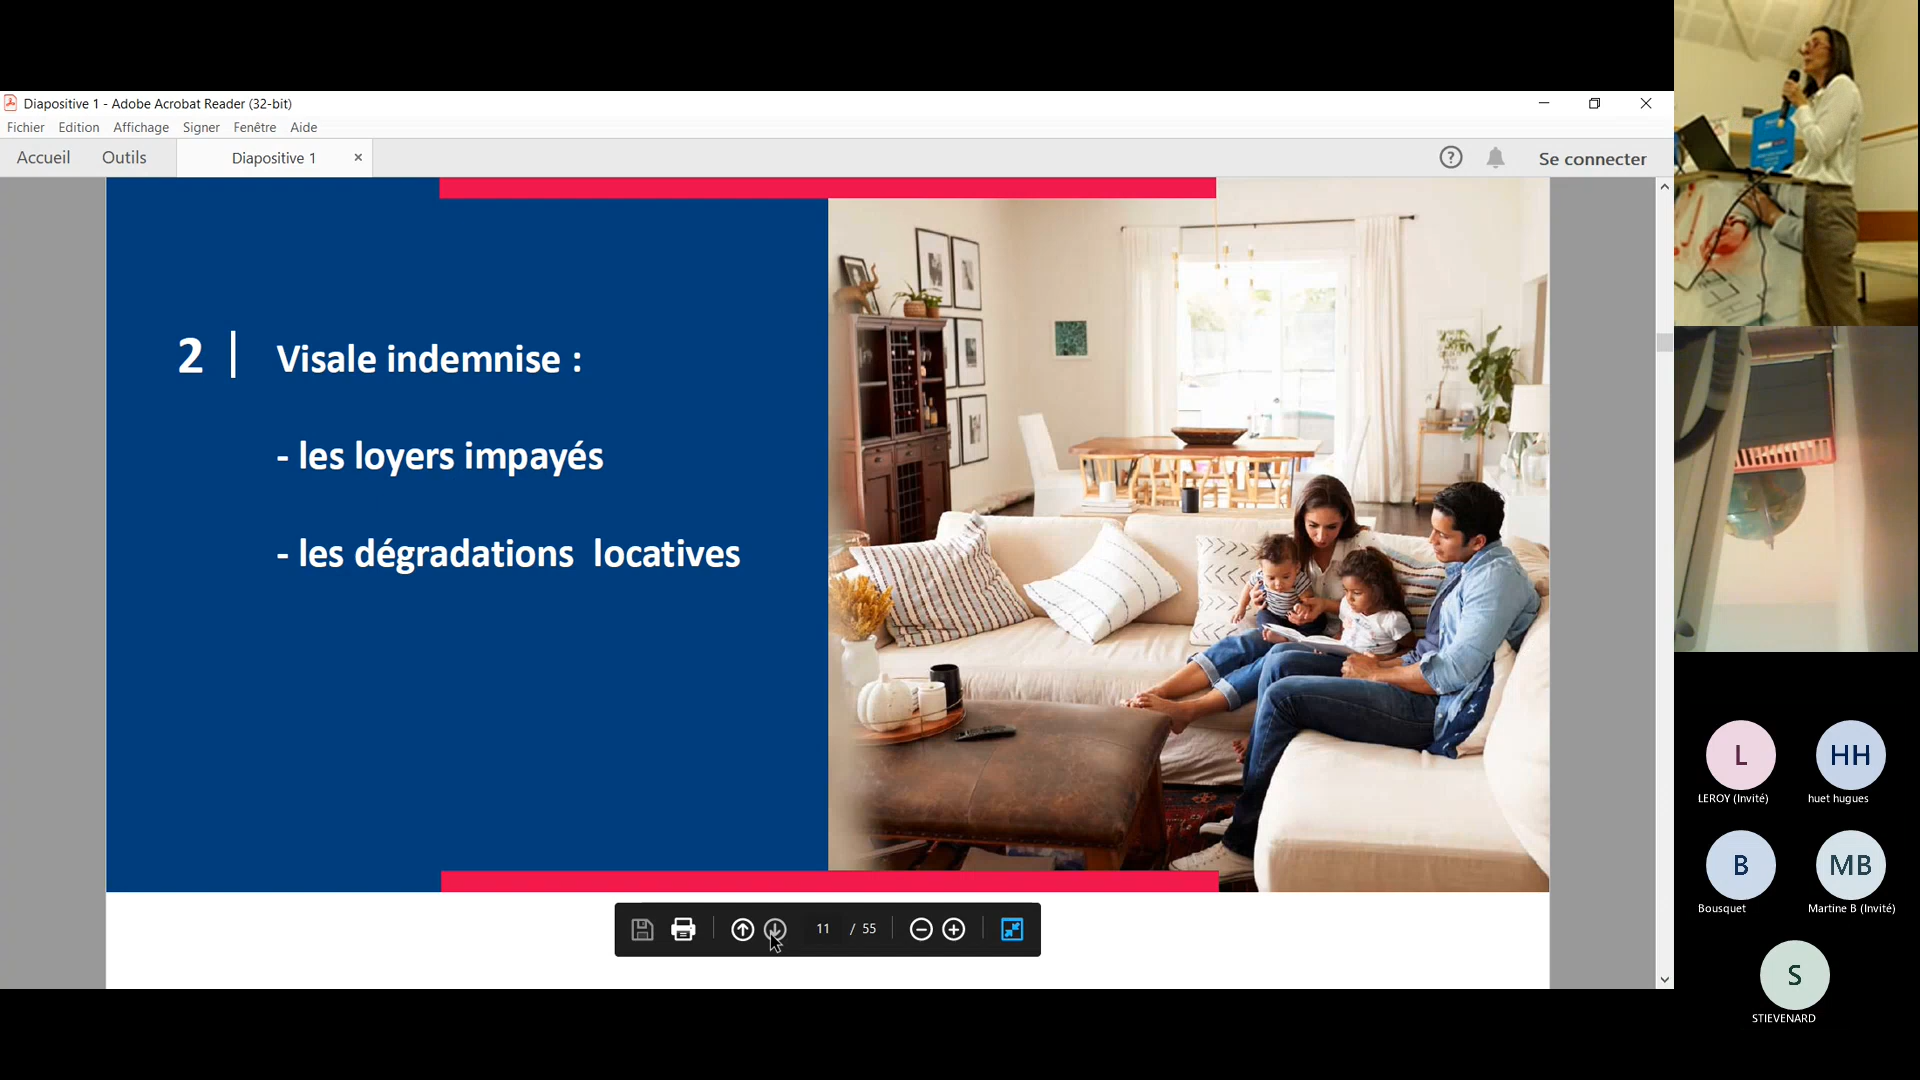 Diapositive 1 - Adobe Acrobat Reader (32-bit)
Fichier Edition Affichage Signer Fenêtre Aide
Accueil Outils Diapositive 1 × Se connecter
2 | Visale indemnise :
- les loyers impayés
- les dégradations locatives
11 / 55
L
LEROY (Invité)
HH
huet hugues
B
Bousquet
MB
Martine B (Invité)
S
STIEVENARD